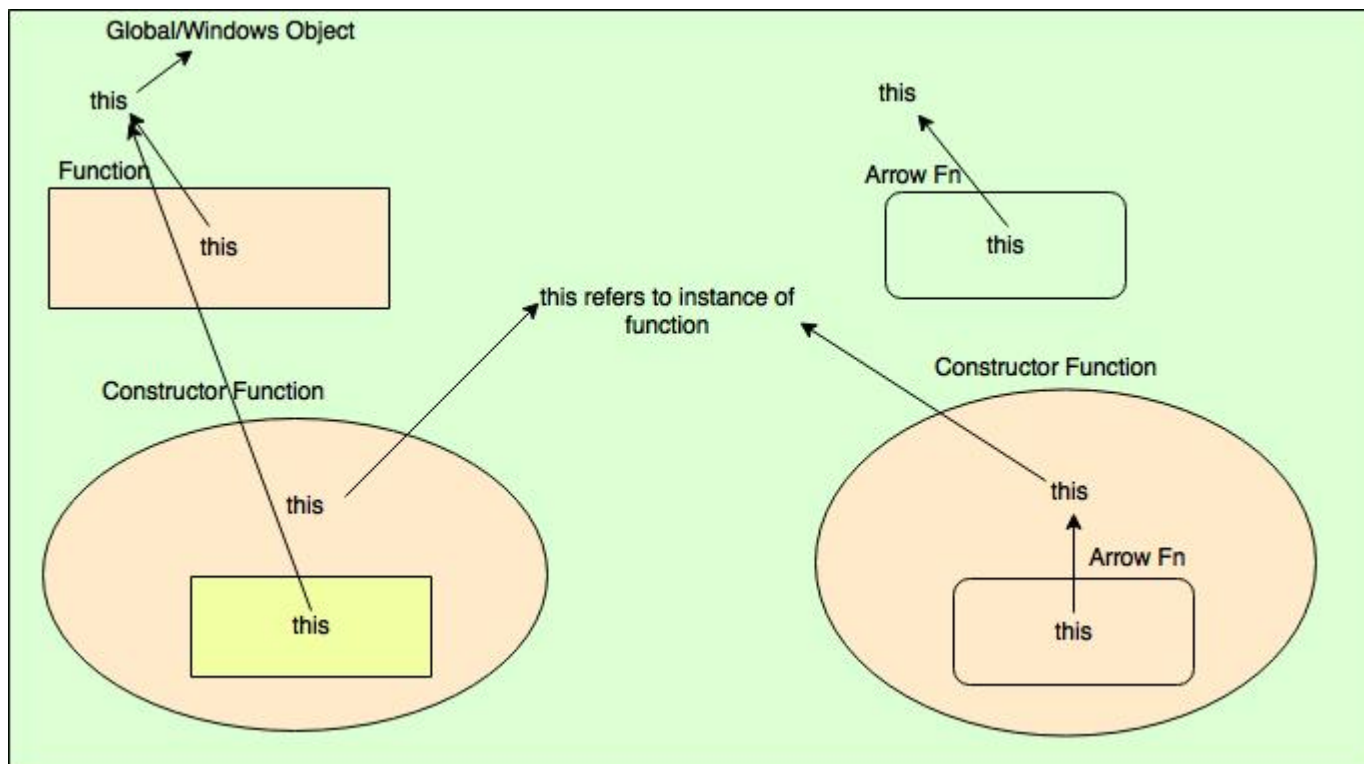 Global/Windows Object
this
Function
this
Constructor Function
this
this
this refers to instance of
function
this
Arrow Fn
this
Constructor Function
this
Arrow Fn
this